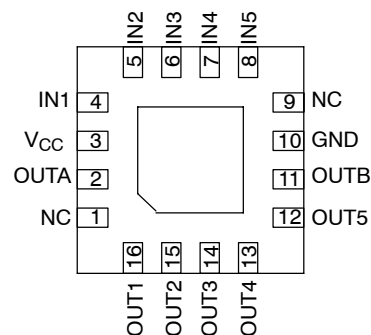 IN2
IN3
IN4
IN5
5
6
7
8
IN1 4
9 NC
VCC 3
10 GND
OUTA 2
11 OUTB
NC 1
12 OUT5
16
15
14
13
OUT1
OUT2
OUT3
OUT4